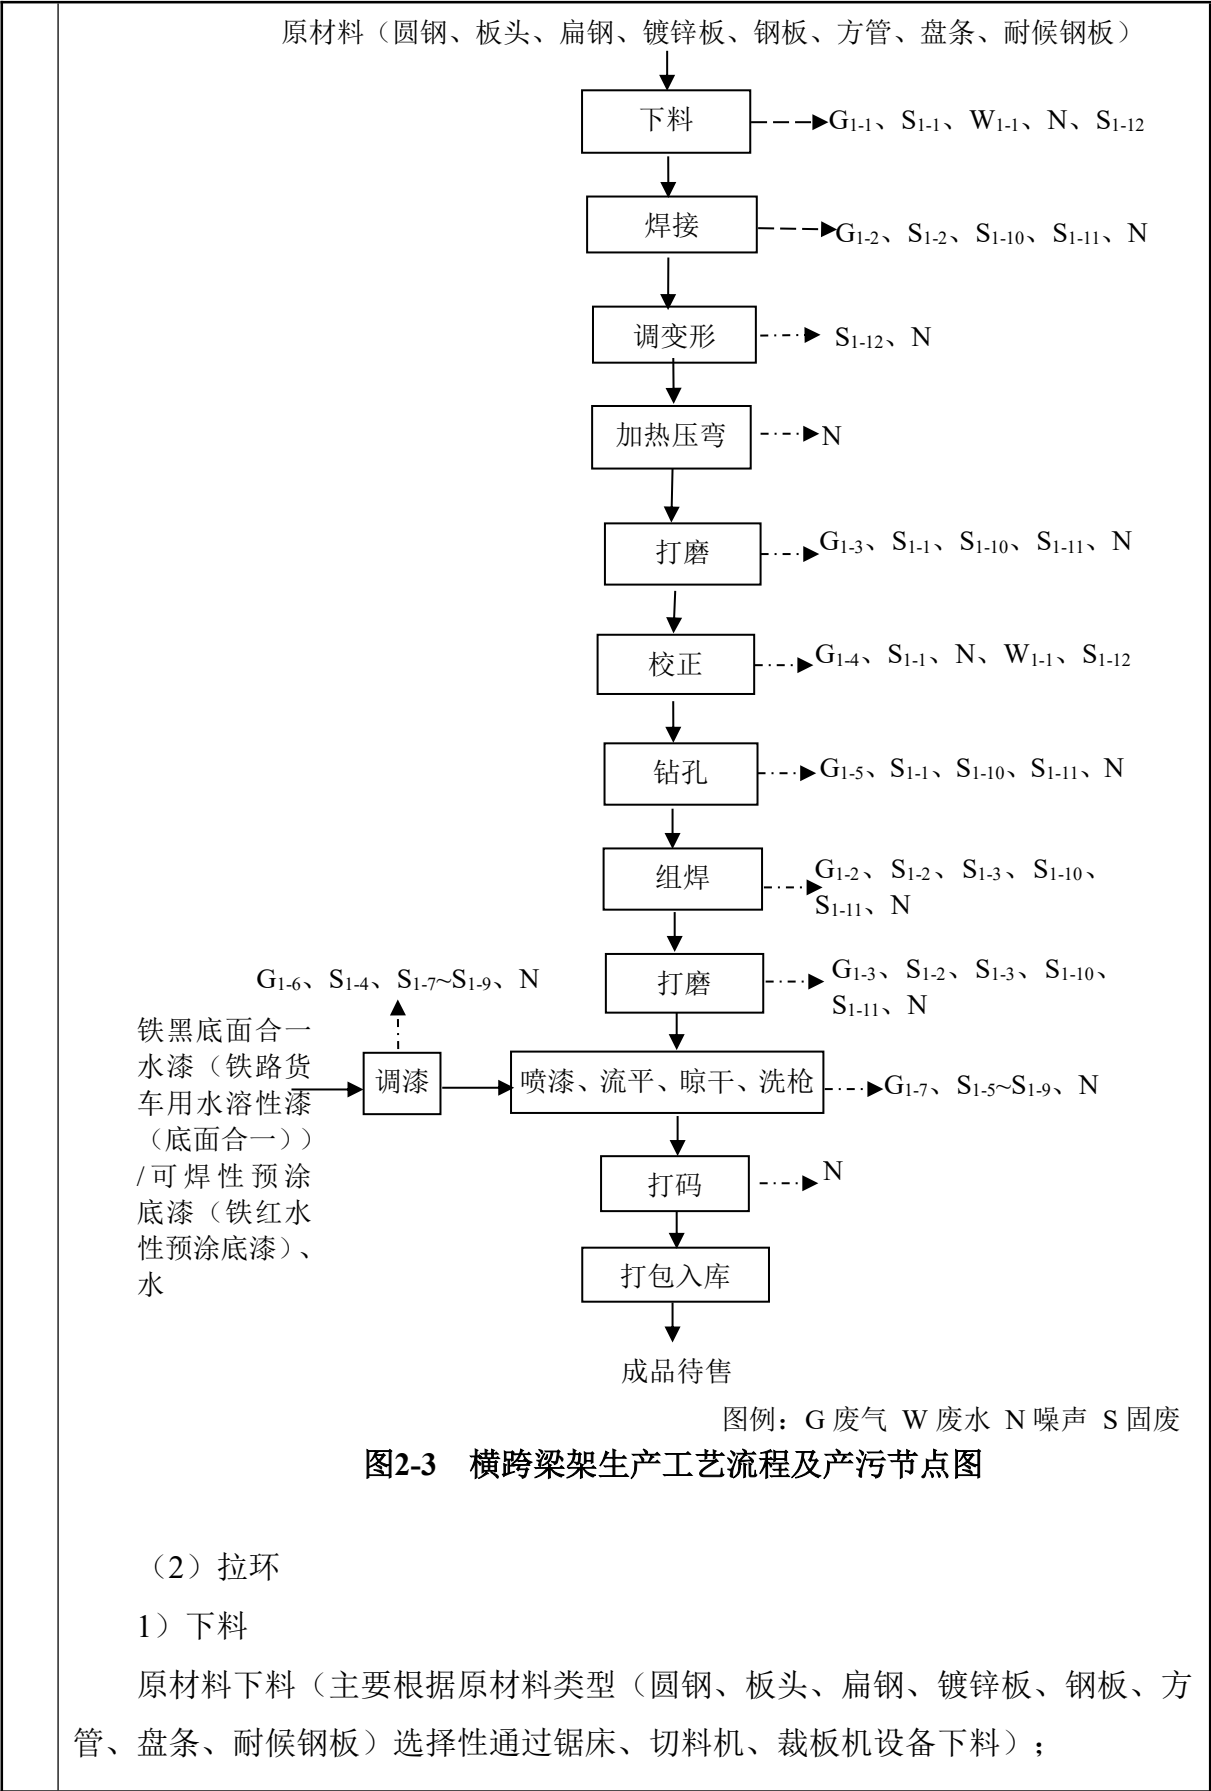 原材料（圆钢、板头、扁钢、镀锌板、钢板、方管、盘条、耐候钢板）
下料
G1-1、S1-1、W1-1、N、S1-12
焊接
G1-2、S1-2、S1-10、S1-11、N
调变形
S1-12、N
加热压弯
N
打磨
G1-3、S1-1、S1-10、S1-11、N
校正
G1-4、S1-1、N、W1-1、S1-12
钻孔
G1-5、S1-1、S1-10、S1-11、N
组焊
G1-2、S1-2、S1-3、S1-10、
S1-11、N
打磨
G1-3、S1-2、S1-3、S1-10、
S1-11、N
G1-6、S1-4、S1-7~S1-9、N
铁黑底面合一
水漆（铁路货
车用水溶性漆
（底面合一））
/可焊性预涂
底漆（铁红水
性预涂底漆）、
水
调漆
喷漆、流平、晾干、洗枪
G1-7、S1-5~S1-9、N
打码
N
打包入库
成品待售
图例：G 废气 W 废水 N 噪声 S 固废
图2-3 横跨梁架生产工艺流程及产污节点图
（2）拉环
1）下料
原材料下料（主要根据原材料类型（圆钢、板头、扁钢、镀锌板、钢板、方
管、盘条、耐候钢板）选择性通过锯床、切料机、裁板机设备下料）；